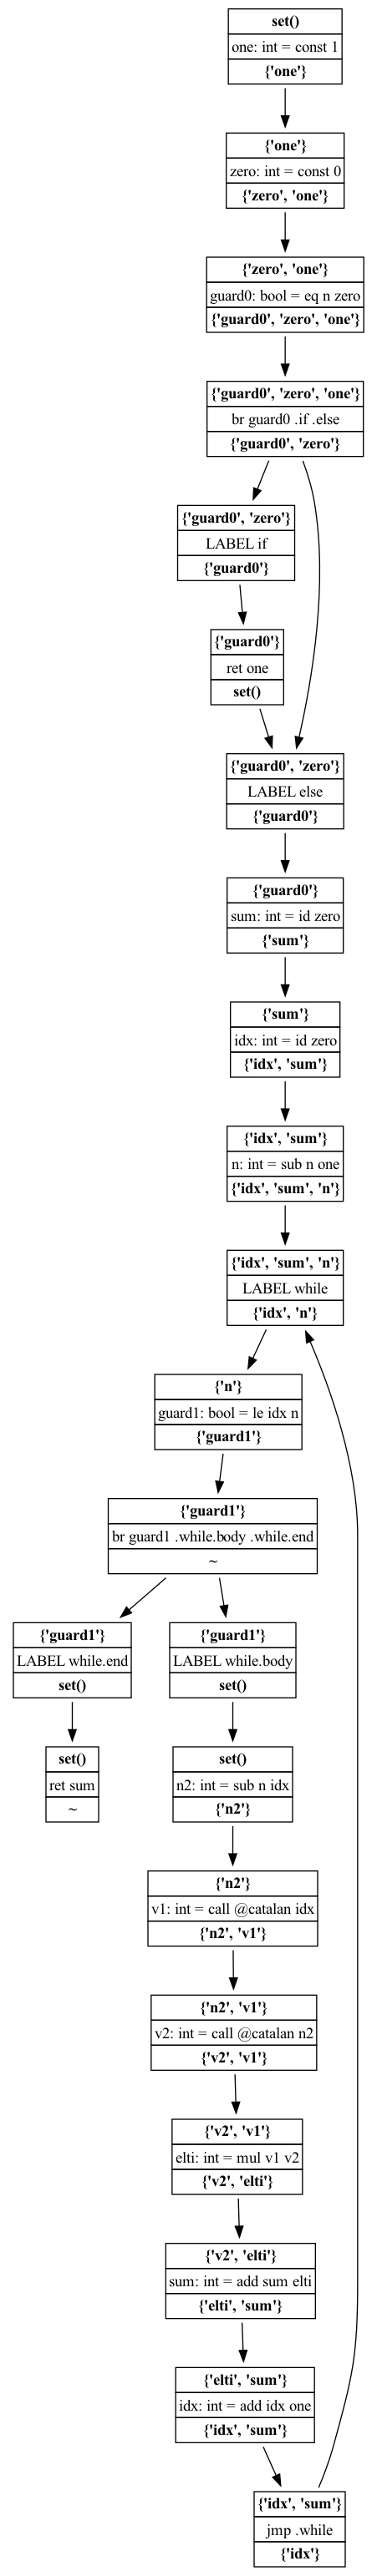 set()
one: int = const 1
{'one'}
{'one'}
zero: int = const 0
{'zero', 'one'}
{'zero', 'one'}
guard0: bool = eq n zero
{'guard0', 'zero', 'one'}
{'guard0', 'zero', 'one'}
br guard0 .if .else
{'guard0', 'zero'}
{'guard0', 'zero'}
LABEL if
{'guard0'}
{'guard0'}
ret one
set()
{'guard0', 'zero'}
LABEL else
{'guard0'}
{'guard0'}
sum: int = id zero
{'sum'}
{'sum'}
idx: int = id zero
{'idx', 'sum'}
{'idx', 'sum'}
n: int = sub n one
{'idx', 'sum', 'n'}
{'idx', 'sum', 'n'}
LABEL while
{'idx', 'n'}
{'n'}
guard1: bool = le idx n
{'guard1'}
{'guard1'}
br guard1 .while.body .while.end
~
{'guard1'}
LABEL while.end
set()
{'guard1'}
LABEL while.body
set()
set()
ret sum
~
set()
n2: int = sub n idx
{'n2'}
{'n2'}
v1: int = call @catalan idx
{'n2', 'v1'}
{'n2', 'v1'}
v2: int = call @catalan n2
{'v2', 'v1'}
{'v2', 'v1'}
elti: int = mul v1 v2
{'v2', 'elti'}
{'v2', 'elti'}
sum: int = add sum elti
{'elti', 'sum'}
{'elti', 'sum'}
idx: int = add idx one
{'idx', 'sum'}
{'idx', 'sum'}
jmp .while
{'idx'}